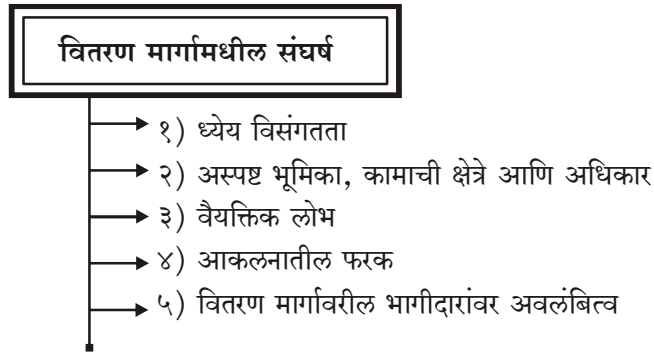 वितरण मार्गामधील संघर्ष
१) ध्येय विसंगतता
२) अस्पष्ट भूमिका, कामाची क्षेत्रे आणि अधिकार
३) वैयक्तिक लोभ
४) आकलनातील फरक
५) वितरण मार्गावरील भागीदारांवर अवलंबित्व